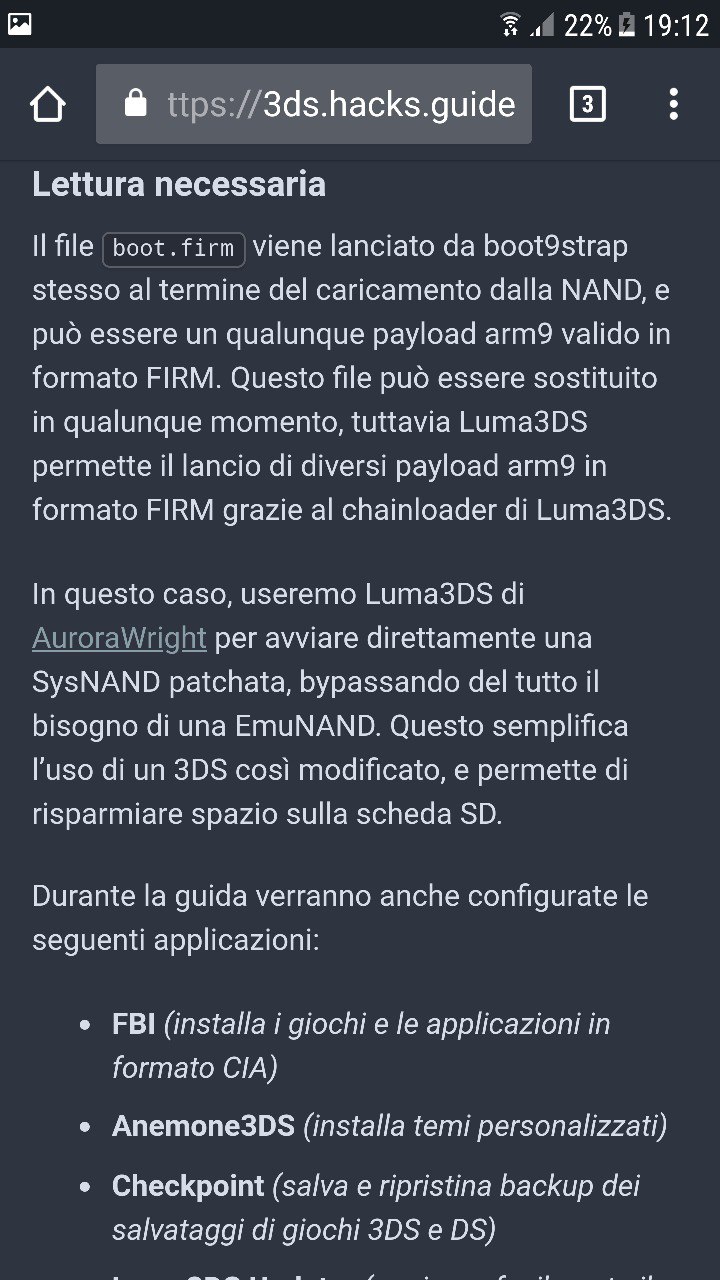 22% 19:12
ttps://3ds.hacks.guide 3
Lettura necessaria
Il file boot.firm viene lanciato da boot9strap
stesso al termine del caricamento dalla NAND, e
può essere un qualunque payload arm9 valido in
formato FIRM. Questo file può essere sostituito
in qualunque momento, tuttavia Luma3DS
permette il lancio di diversi payload arm9 in
formato FIRM grazie al chainloader di Luma3DS.
In questo caso, useremo Luma3DS di
AuroraWright per avviare direttamente una
SysNAND patchata, bypassando del tutto il
bisogno di una EmuNAND. Questo semplifica
l’uso di un 3DS così modificato, e permette di
risparmiare spazio sulla scheda SD.
Durante la guida verranno anche configurate le
seguenti applicazioni:
• FBI (installa i giochi e le applicazioni in
formato CIA)
• Anemone3DS (installa temi personalizzati)
• Checkpoint (salva e ripristina backup dei
salvataggi di giochi 3DS e DS)